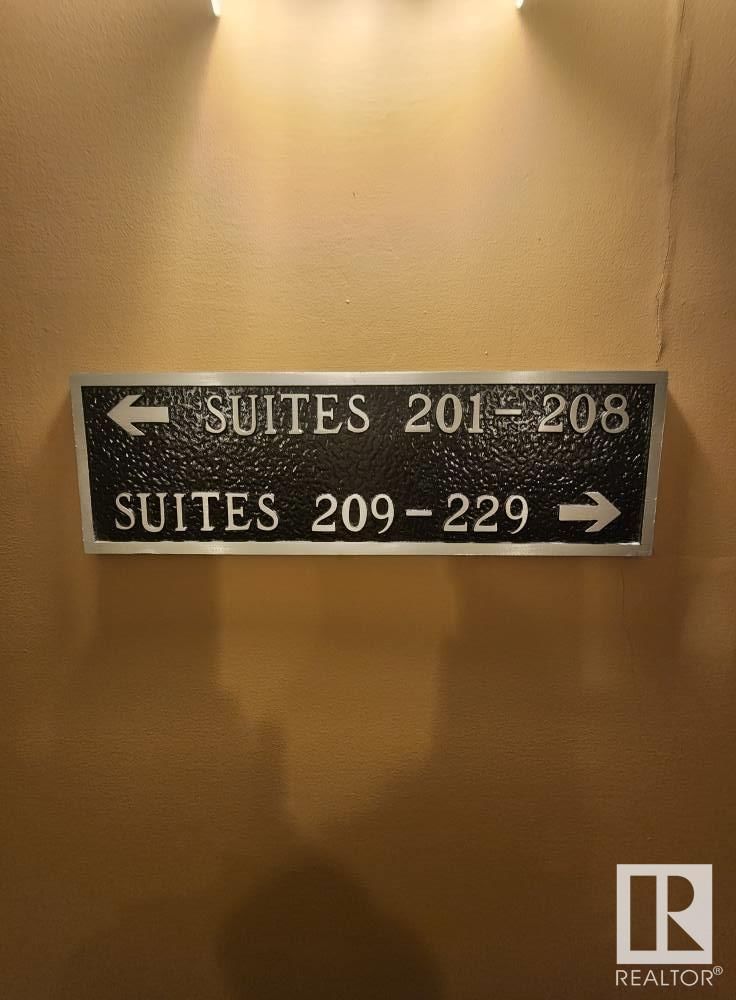 ← SUITES 201-208
SUITES 209-229 →
R
REALTOR®